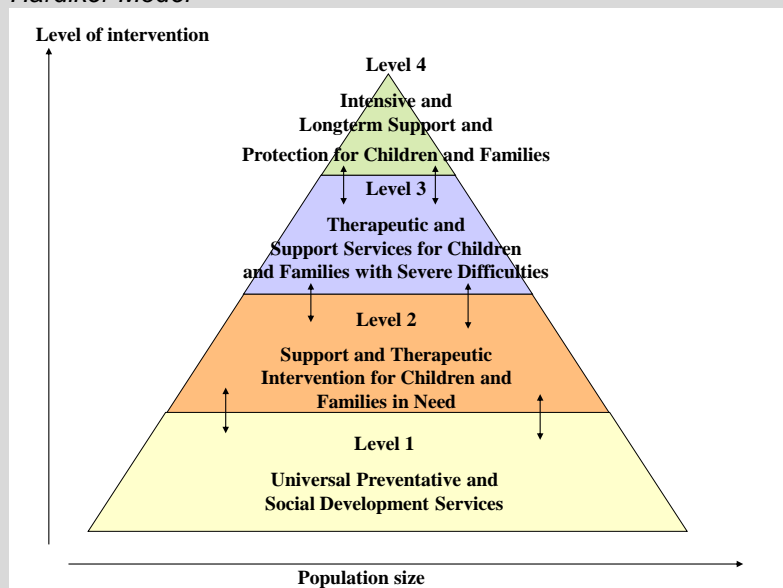 Hardiker Model
Level of intervention
Level 4
Intensive and
Longterm Support and
Protection for Children and Families
Level 3
Therapeutic and
Support Services for Children
and Families with Severe Difficulties
Level 2
Support and Therapeutic
Intervention for Children and
Families in Need
Level 1
Universal Preventative and
Social Development Services
Population size